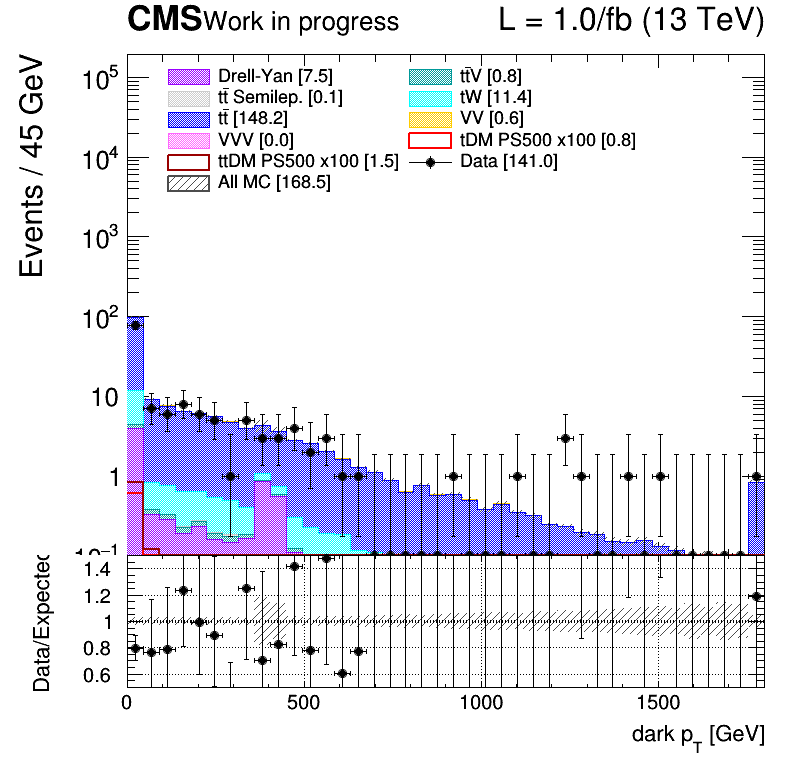 CMS Work in progress L = 1.0/fb (13 TeV)
Events / 45 GeV
Drell-Yan [7.5]
tt̄V [0.8]
tt̄ Semilep. [0.1]
tW [11.4]
tt̄ [148.2]
VV [0.6]
VVV [0.0]
tDM PS500 x100 [0.8]
ttDM PS500 x100 [1.5]
Data [141.0]
All MC [168.5]
10⁵
10⁴
10³
10²
10
1
10⁻¹
Data/Expected
1.4
1.2
1
0.8
0.6
0 500 1000 1500
dark p_T [GeV]